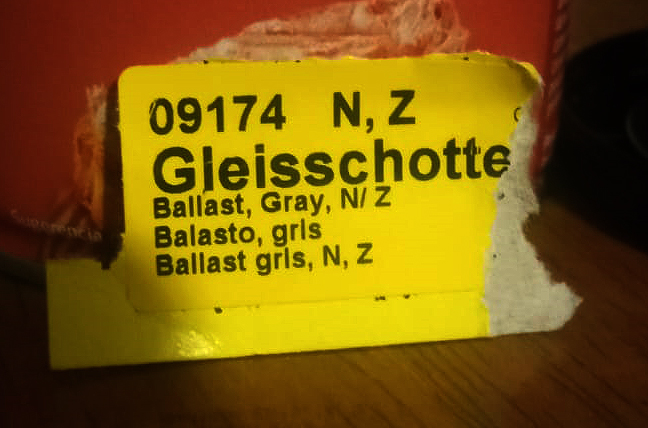 09174 N, Z
Gleisschotte
Ballast, Gray, N/ Z
Balasto, gris
Ballast gris, N, Z